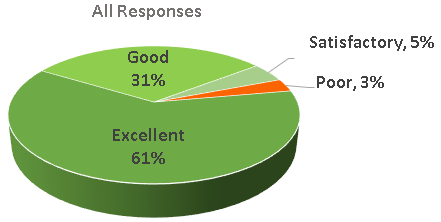 All Responses
Good
31%
Satisfactory, 5%
Poor, 3%
Excellent
61%